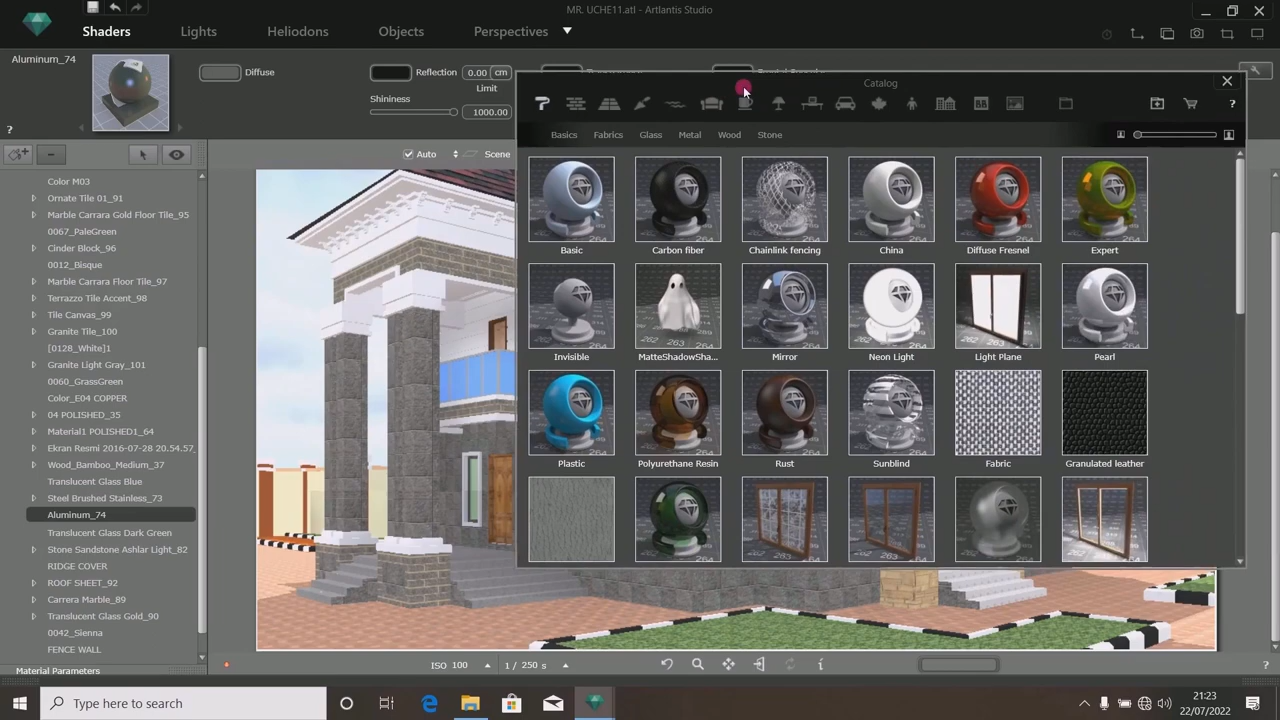 MR. UCHE11.atl - Artlantis Studio
Shaders
Lights
Heliodons
Objects
Perspectives
Aluminum_74
Diffuse
Reflection
0.00
cm
Limit
Shininess
1000.00
?
Auto
Scene
Color M03
Ornate Tile 01_91
Marble Carrara Gold Floor Tile_95
0067_PaleGreen
Cinder Block_96
0012_Bisque
Marble Carrara Floor Tile_97
Terrazzo Tile Accent_98
Tile Canvas_99
Granite Tile_100
[0128_White]1
Granite Light Gray_101
0060_GrassGreen
Color_E04 COPPER
04 POLISHED_35
Material1 POLISHED1_64
Ekran Resmi 2016-07-28 20.54.57_
Wood_Bamboo_Medium_37
Translucent Glass Blue
Steel Brushed Stainless_73
Aluminum_74
Translucent Glass Dark Green
Stone Sandstone Ashlar Light_82
RIDGE COVER
ROOF SHEET_92
Carrera Marble_89
Translucent Glass Gold_90
0042_Sienna
FENCE WALL
Material Parameters
Catalog
?
Basics
Fabrics
Glass
Metal
Wood
Stone
Basic
Carbon fiber
Chainlink fencing
China
Diffuse Fresnel
Expert
Invisible
MatteShadowSha...
Mirror
Neon Light
Light Plane
Pearl
Plastic
Polyurethane Resin
Rust
Sunblind
Fabric
Granulated leather
ISO 100
1 / 250 s
?
Type here to search
21:23
22/07/2022